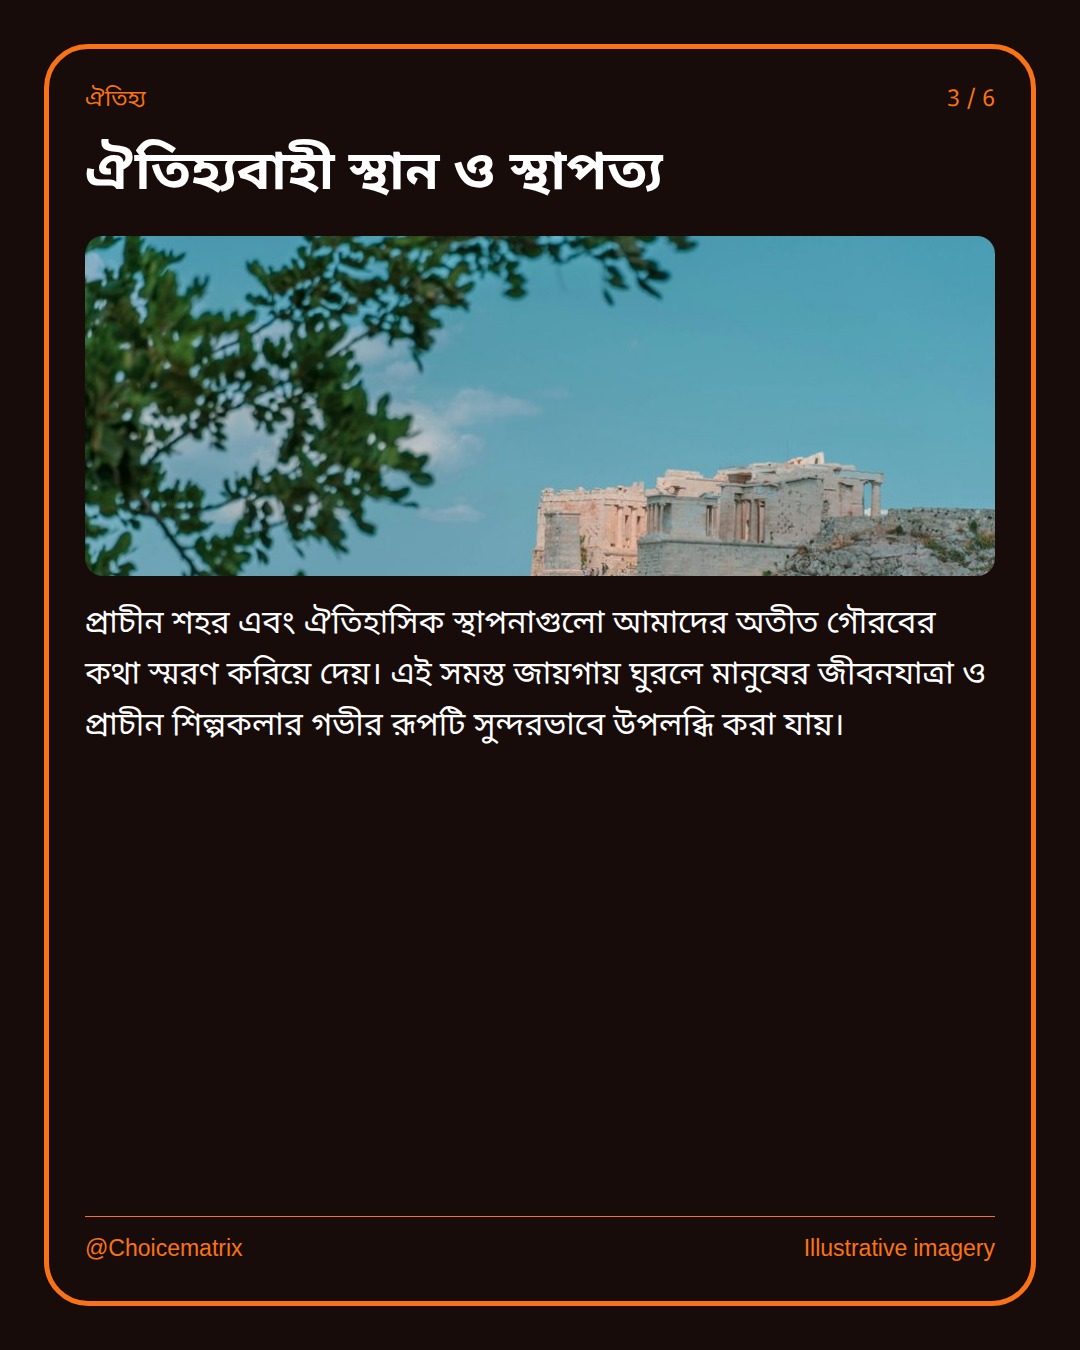 ঐতিহ্য
3 / 6
ঐতিহ্যবাহী স্থান ও স্থাপত্য
প্রাচীন শহর এবং ঐতিহাসিক স্থাপনাগুলো আমাদের অতীত গৌরবের
কথা স্মরণ করিয়ে দেয়। এই সমস্ত জায়গায় ঘুরলে মানুষের জীবনযাত্রা ও
প্রাচীন শিল্পকলার গভীর রূপটি সুন্দরভাবে উপলব্ধি করা যায়।
@Choicematrix
Illustrative imagery